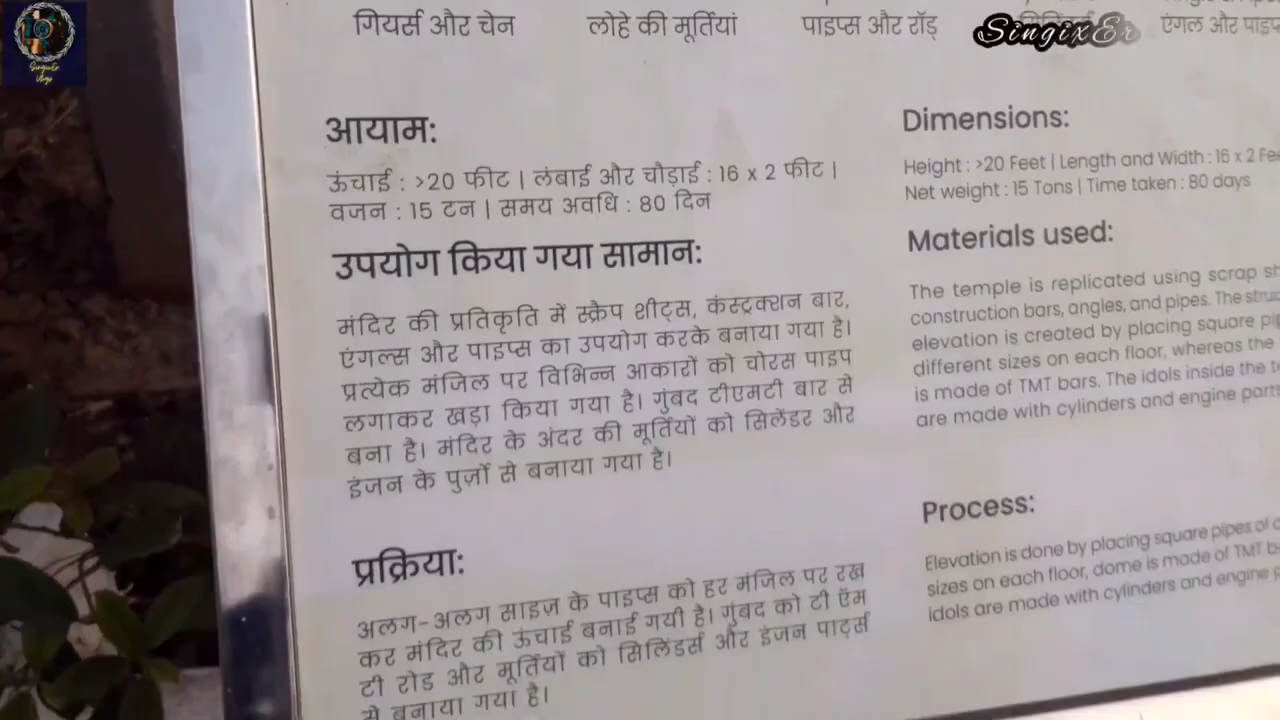 गियर्स और चेन
लोहे की मूर्तियां
पाइप्स और रॉड्
SingixEr
एंगल और
SingixEr
Vlogs
आयाम:
ऊंचाई : >20 फीट | लंबाई और चौड़ाई : 16 x 2 फीट |
वजन : 15 टन | समय अवधि : 80 दिन
उपयोग किया गया सामान:
मंदिर की प्रतिकृति में स्क्रैप शीट्स, कंस्ट्रक्शन बार,
एंगल्स और पाइप्स का उपयोग करके बनाया गया है।
प्रत्येक मंजिल पर विभिन्न आकारों को चोरस पाइप
लगाकर खड़ा किया गया है। गुंबद टीएमटी बार से
बना है। मंदिर के अंदर की मूर्तियों को सिलेंडर और
इंजन के पुर्ज़ो से बनाया गया है।
प्रक्रिया:
अलग-अलग साइज़ के पाइप्स को हर मंजिल पर रख
कर मंदिर की ऊंचाई बनाई गयी है। गुंबद को टी ऍम
टी रोड और मूर्तियों को सिलिंडर्स और इंजन पार्ट्स
से बनाया गया है।
Dimensions:
Height : >20 Feet | Length and Width : 16 x 2
Net weight : 15 Tons | Time taken : 80 days
Materials used:
The temple is replicated using scrap
construction bars, angles, and pipes. The
elevation is created by placing square
different sizes on each floor, whereas the
is made of TMT bars. The idols inside the
are made with cylinders and engine parts
Process:
Elevation is done by placing square pipes of
sizes on each floor, dome is made of TMT
idols are made with cylinders and engine